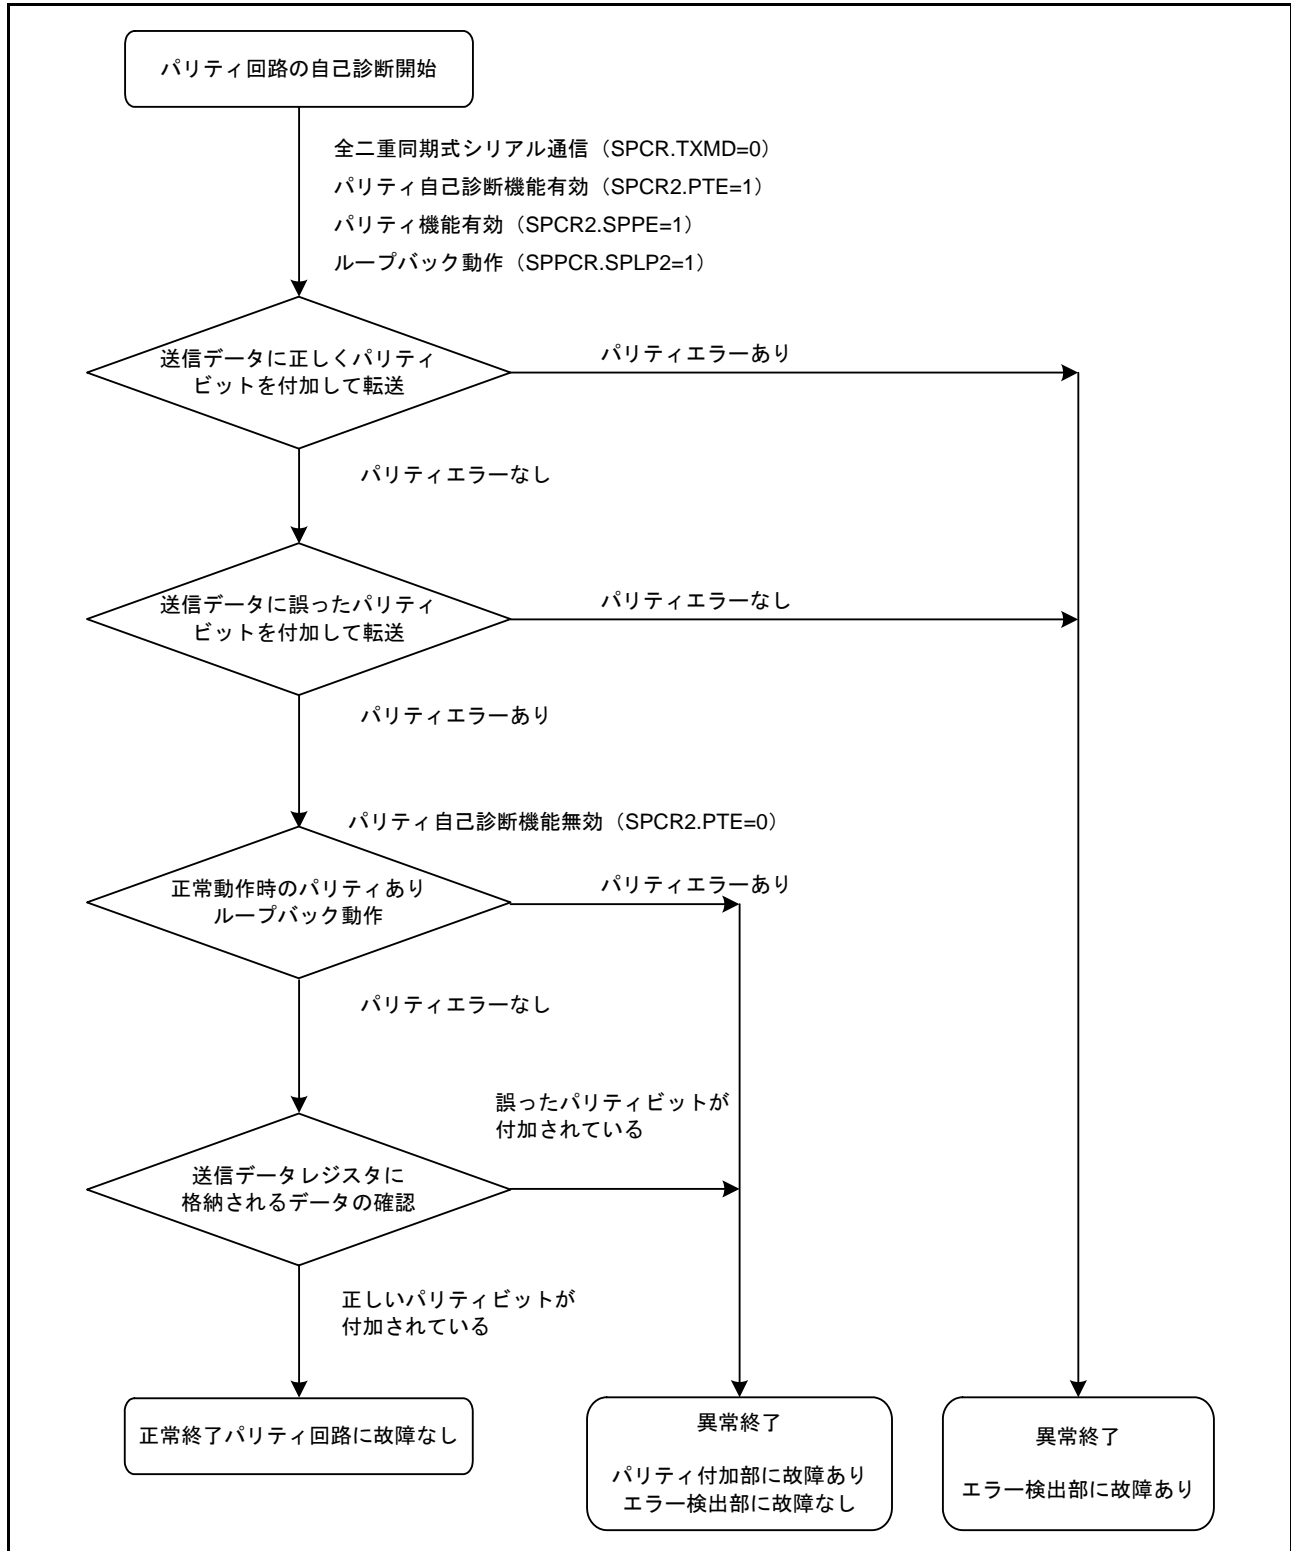 パリティ回路の自己診断開始
全二重同期式シリアル通信（SPCR.TXMD=0）
パリティ自己診断機能有効（SPCR2.PTE=1）
パリティ機能有効（SPCR2.SPPE=1）
ループバック動作（SPPCR.SPLP2=1）
送信データに正しくパリティ
ビットを付加して転送
パリティエラーあり
パリティエラーなし
送信データに誤ったパリティ
ビットを付加して転送
パリティエラーなし
パリティエラーあり
パリティ自己診断機能無効（SPCR2.PTE=0）
正常動作時のパリティあり
ループバック動作
パリティエラーあり
パリティエラーなし
誤ったパリティビットが
付加されている
送信データレジスタに
格納されるデータの確認
正しいパリティビットが
付加されている
正常終了パリティ回路に故障なし
異常終了
パリティ付加部に故障あり
エラー検出部に故障なし
異常終了
エラー検出部に故障あり